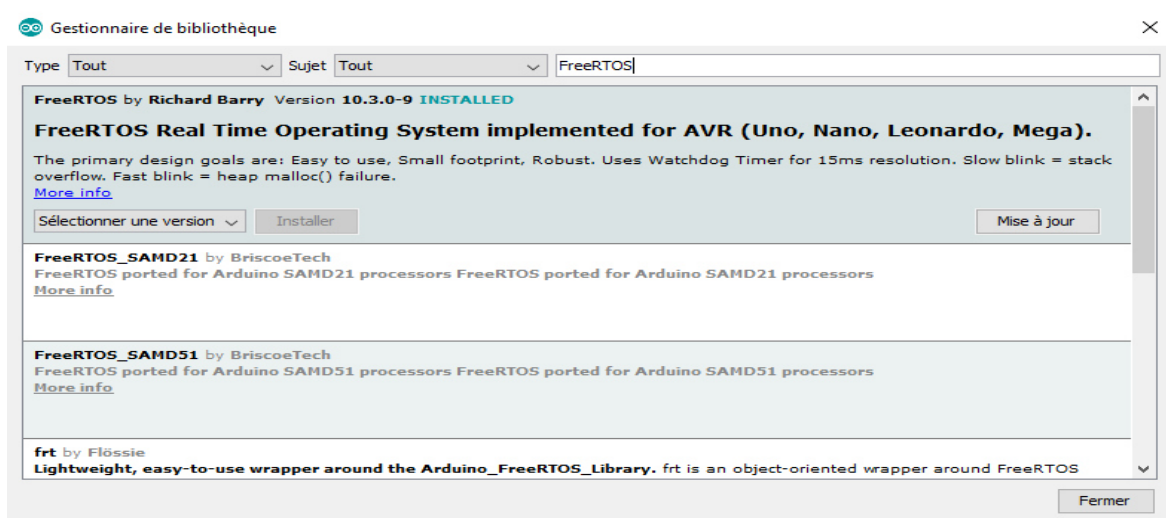 Gestionnaire de bibliothèque
Type Tout Sujet Tout FreeRTOS
FreeRTOS by Richard Barry Version 10.3.0-9 INSTALLED
FreeRTOS Real Time Operating System implemented for AVR (Uno, Nano, Leonardo, Mega).
The primary design goals are: Easy to use, Small footprint, Robust. Uses Watchdog Timer for 15ms resolution. Slow blink = stack
overflow. Fast blink = heap malloc() failure.
More info
Sélectionner une version Installer Mise à jour
FreeRTOS_SAMD21 by BriscoeTech
FreeRTOS ported for Arduino SAMD21 processors FreeRTOS ported for Arduino SAMD21 processors
More info
FreeRTOS_SAMD51 by BriscoeTech
FreeRTOS ported for Arduino SAMD51 processors FreeRTOS ported for Arduino SAMD51 processors
More info
frt by Flössie
Lightweight, easy-to-use wrapper around the Arduino_FreeRTOS_Library. frt is an object-oriented wrapper around FreeRTOS
Fermer